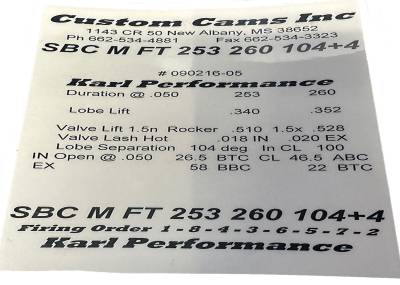 Custom Cams Inc
1143 CR 50 New Albany, MS 38652
Ph 662-534-4881 Fax 662-534-3323
SBC M FT 253 260 104+4
# 090216-05
Karl Performance
Duration @ .050 253 260
Lobe Lift .340 .352
Valve Lift 1.5n Rocker .510 1.5x .528
Valve Lash Hot .018 IN .020 EX
Lobe Separation 104 deg In CL 100
IN Open @ .050 26.5 BTC CL 46.5 ABC
EX 58 BBC 22 BTC
SBC M FT 253 260 104+4
Firing Order 1-8-4-3-6-5-7-2
Karl Performance